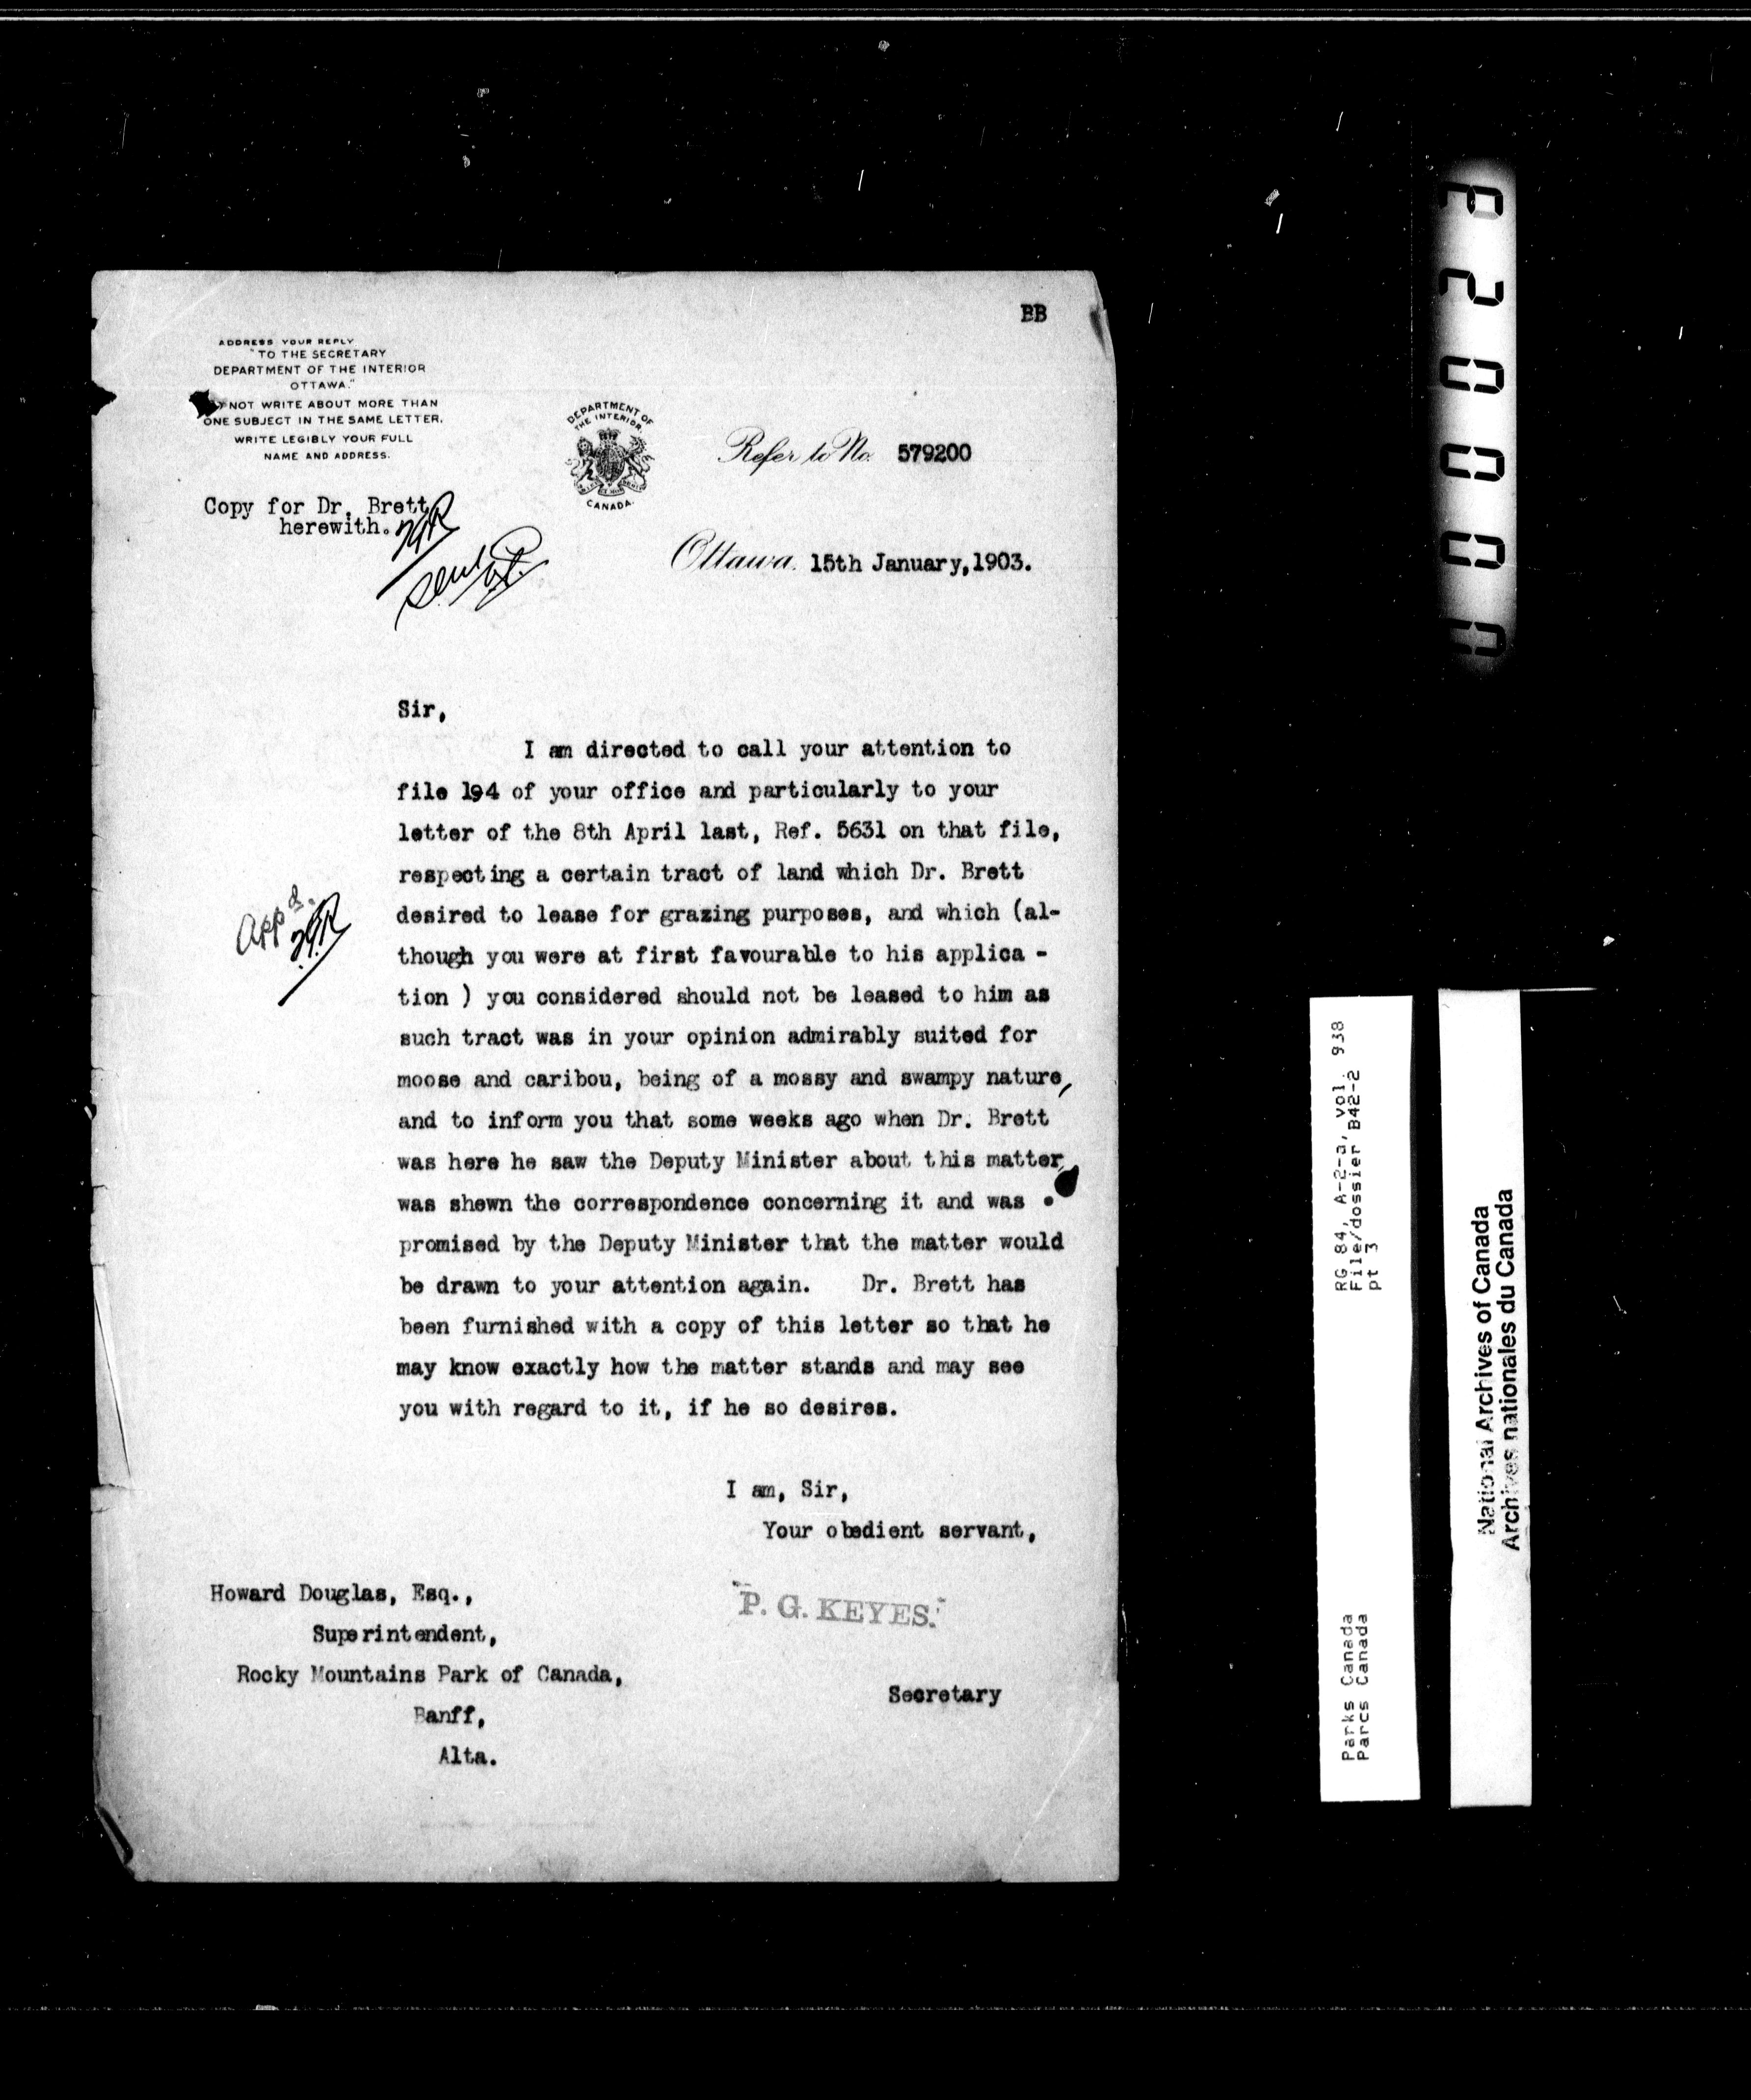 BB
ADDRESS YOUR REPLY
"TO THE SECRETARY
DEPARTMENT OF THE INTERIOR
OTTAWA."
NOT WRITE ABOUT MORE THAN
ONE SUBJECT IN THE SAME LETTER.
WRITE LEGIBLY YOUR FULL
NAME AND ADDRESS.
DEPARTMENT OF
THE INTERIOR.
CANADA.
Refer to No. 579200
Copy for Dr. Brett
herewith.
sent
Ottawa. 15th January, 1903.
Sir,
I am directed to call your attention to
file 194 of your office and particularly to your
letter of the 8th April last, Ref. 5631 on that file,
respecting a certain tract of land which Dr. Brett
desired to lease for grazing purposes, and which (al-
though you were at first favourable to his applica -
tion ) you considered should not be leased to him as
such tract was in your opinion admirably suited for
moose and caribou, being of a mossy and swampy nature,
and to inform you that some weeks ago when Dr. Brett
was here he saw the Deputy Minister about this matter,
was shewn the correspondence concerning it and was
promised by the Deputy Minister that the matter would
be drawn to your attention again. Dr. Brett has
been furnished with a copy of this letter so that he
may know exactly how the matter stands and may see
you with regard to it, if he so desires.
Appd.
I am, Sir,
Your obedient servant,
P. G. KEYES.
Secretary
Howard Douglas, Esq.,
Superintendent,
Rocky Mountains Park of Canada,
Banff,
Alta.
RG 84, A-2-a, vol. 938
File/dossier B42-2
pt 3
Parks Canada
Parcs Canada
National Archives of Canada
Archives nationales du Canada